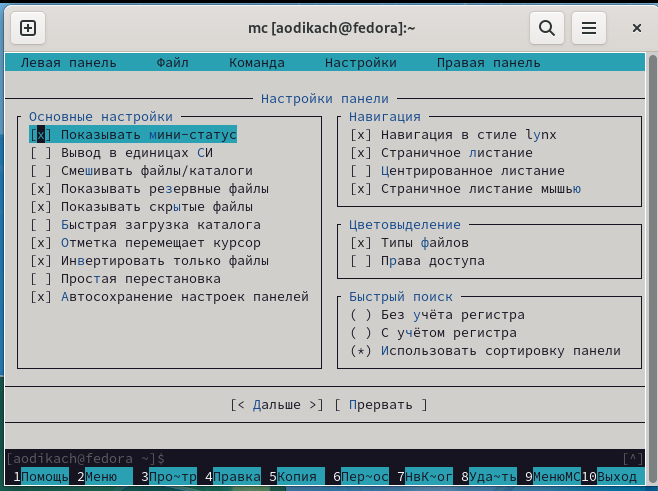 mc [aodikach@fedora]:~
Левая панель Файл Команда Настройки Правая панель
Настройки панели
Основные настройки
[x] Показывать мини-статус
[ ] Вывод в единицах СИ
[ ] Смешивать файлы/каталоги
[x] Показывать резервные файлы
[x] Показывать скрытые файлы
[ ] Быстрая загрузка каталога
[x] Отметка перемещает курсор
[x] Инвертировать только файлы
[ ] Простая перестановка
[x] Автосохранение настроек панелей
Навигация
[x] Навигация в стиле lynx
[x] Страничное листание
[ ] Центрированное листание
[x] Страничное листание мышью
Цветовыделение
[x] Типы файлов
[ ] Права доступа
Быстрый поиск
( ) Без учёта регистра
( ) С учётом регистра
(*) Использовать сортировку панели
[< Дальше >] [ Прервать ]
[aodikach@fedora ~]$ [^]
1Помощь 2Меню 3Про~тр 4Правка 5Копия 6Пер~ос 7НвК~ог 8Уда~ть 9МенюМС10Выход